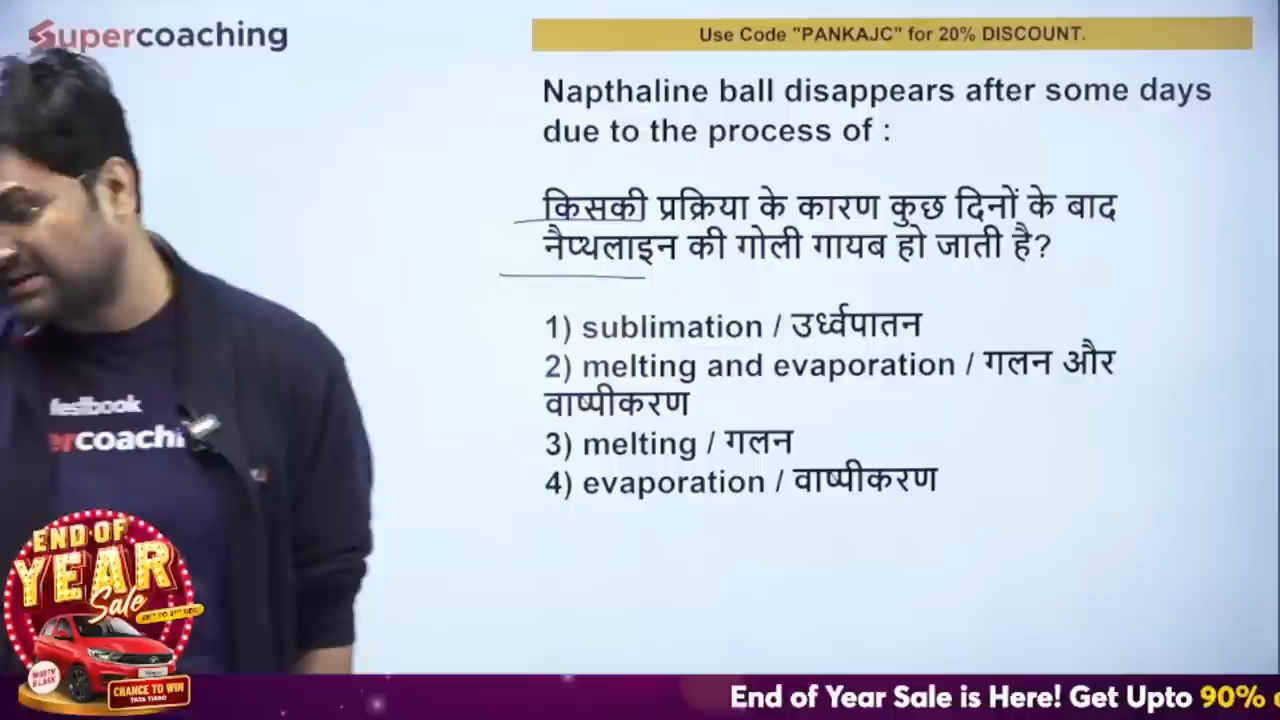 Supercoaching
Use Code "PANKAJC" for 20% DISCOUNT.
Napthaline ball disappears after some days
due to the process of :
किसकी प्रक्रिया के कारण कुछ दिनों के बाद
नैप्थलाइन की गोली गायब हो जाती है?
1) sublimation / उर्ध्वपातन
2) melting and evaporation / गलन और
वाष्पीकरण
3) melting / गलन
4) evaporation / वाष्पीकरण
testbook
ercoachi
END OF
YEAR
Sale
CHANCE TO WIN
TATA TIAGO
End of Year Sale is Here! Get Upto 90%